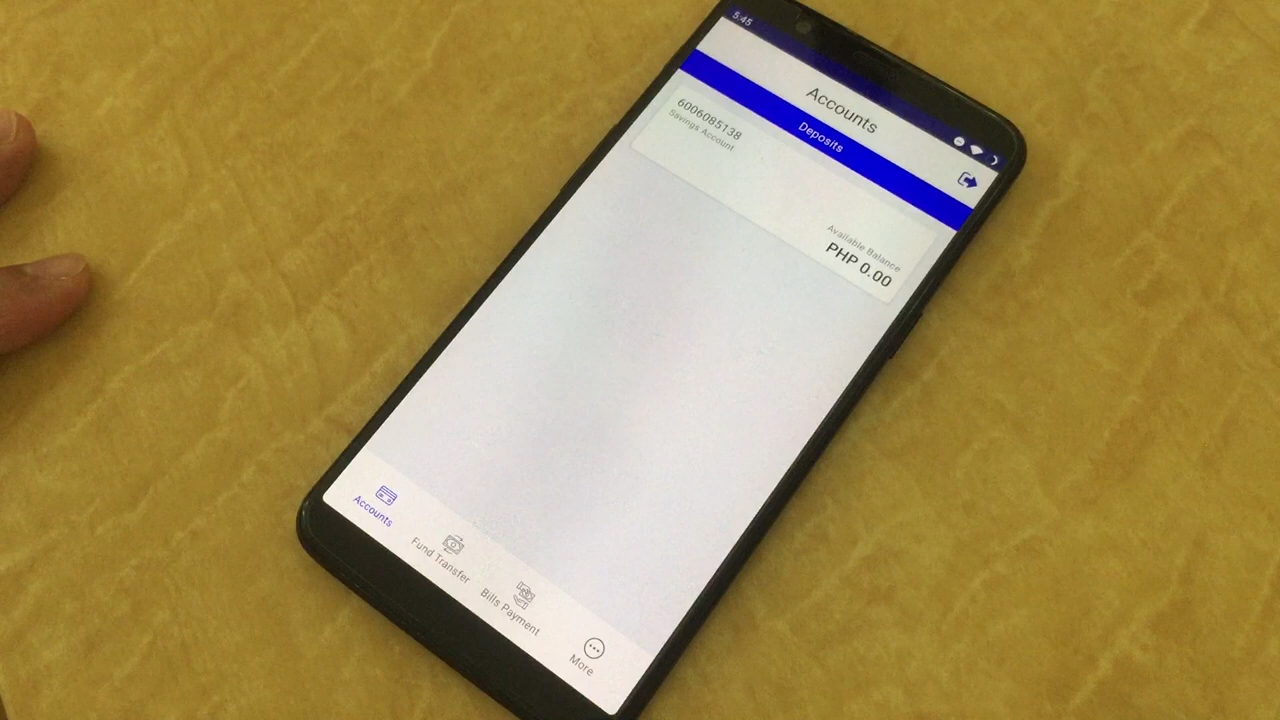 5:45
Accounts
Deposits
6006085138
Savings Account
Available Balance
PHP 0.00
Accounts
Fund Transfer
Bills Payment
More